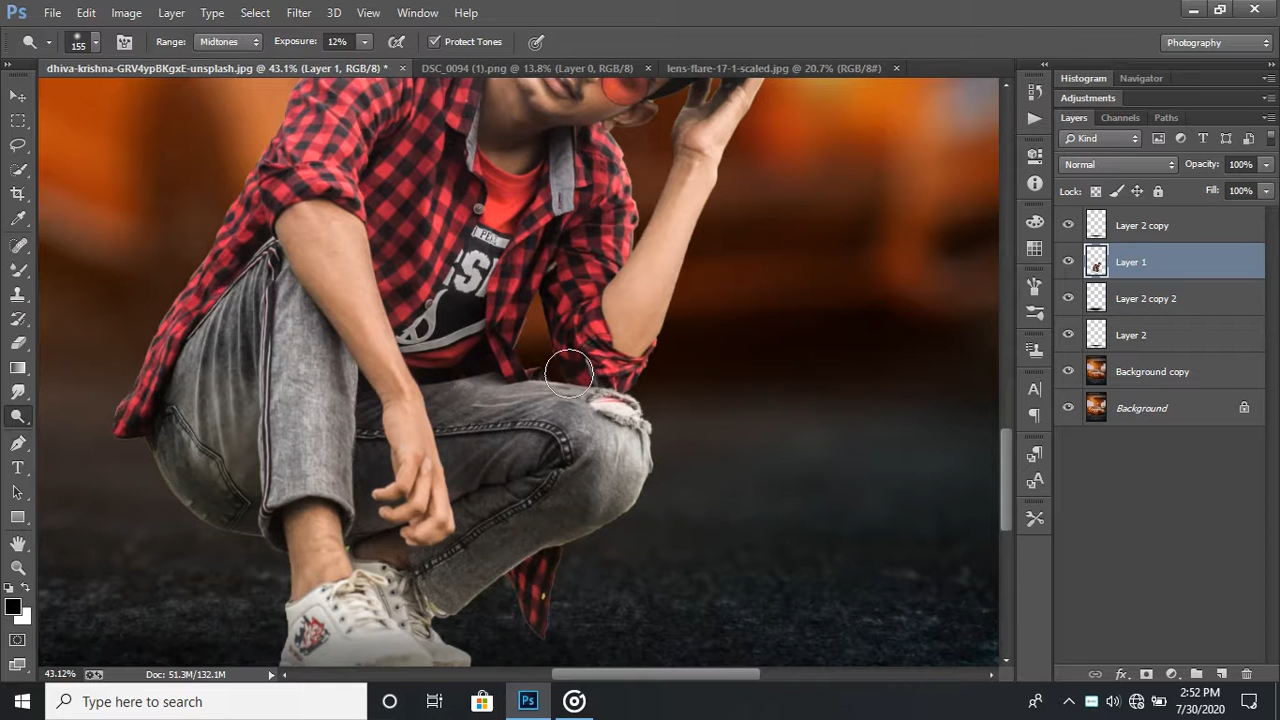 Ps File Edit Image Layer Type Select Filter 3D View Window Help
155 Range: Midtones Exposure: 12% Protect Tones Photography
dhiva-krishna-GRV4ypBKgxE-unsplash.jpg @ 43.1% (Layer 1, RGB/8) * × DSC_0094 (1).png @ 13.8% (Layer 0, RGB/8) × lens-flare-17-1-scaled.jpg @ 20.7% (RGB/8#) ×
Histogram Navigator
Adjustments
Layers Channels Paths
Kind
Normal Opacity: 100%
Lock: Fill: 100%
Layer 2 copy
Layer 1
Layer 2 copy 2
Layer 2
Background copy
Background
43.12% Doc: 51.3M/132.1M
Type here to search
Ps
2:52 PM
7/30/2020